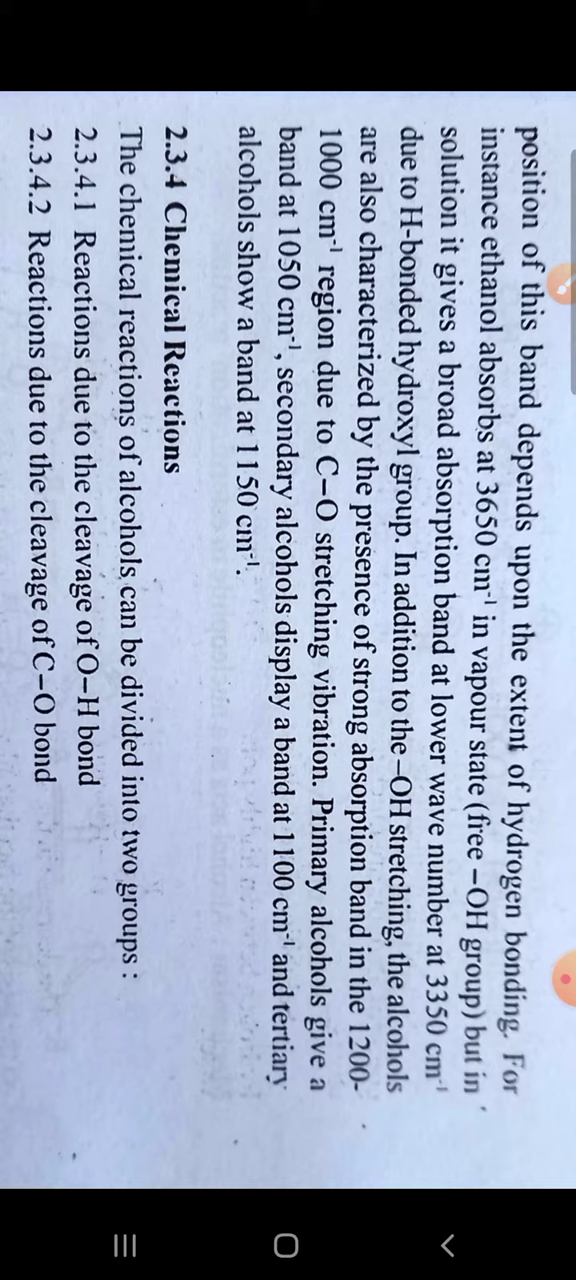 position of this band depends upon the extent of hydrogen bonding. For
instance ethanol absorbs at 3650 cm⁻¹ in vapour state (free –OH group) but in
solution it gives a broad absorption band at lower wave number at 3350 cm⁻¹
due to H-bonded hydroxyl group. In addition to the –OH stretching, the alcohols
are also characterized by the presence of strong absorption band in the 1200-
1000 cm⁻¹ region due to C–O stretching vibration. Primary alcohols give a
band at 1050 cm⁻¹, secondary alcohols display a band at 1100 cm⁻¹ and tertiary
alcohols show a band at 1150 cm⁻¹.
2.3.4 Chemical Reactions
The chemical reactions of alcohols can be divided into two groups :
2.3.4.1 Reactions due to the cleavage of O–H bond
2.3.4.2 Reactions due to the cleavage of C–O bond